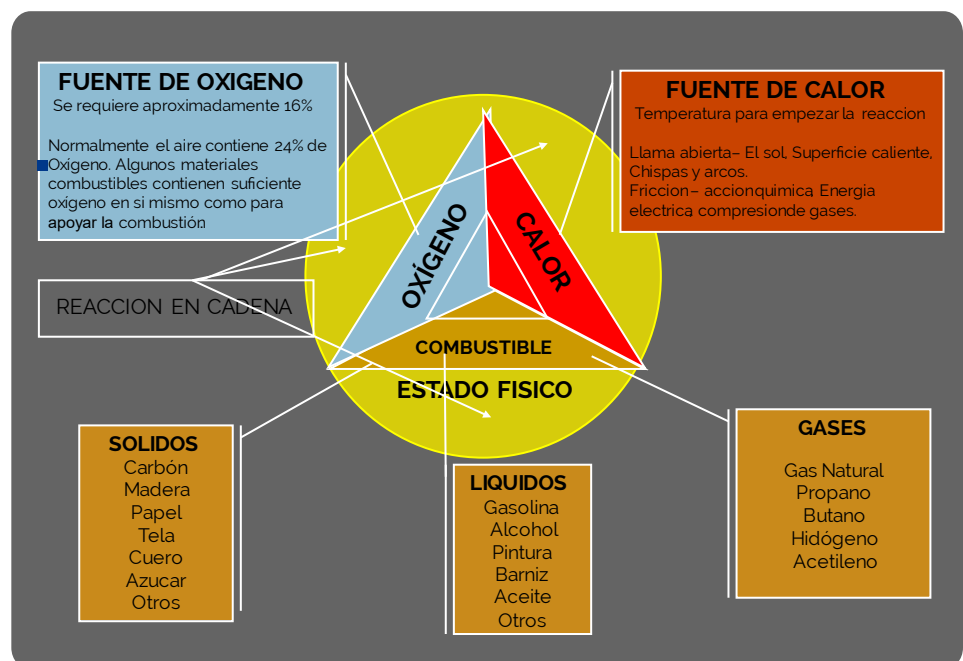 FUENTE DE OXIGENO
Se requiere aproximadamente 16%
Normalmente el aire contiene 24% de
Oxígeno. Algunos materiales
combustibles contienen suficiente
oxígeno en si mismo como para
apoyar la combustión.
FUENTE DE CALOR
Temperatura para empezar la reaccion
Llama abierta– El sol, Superficie caliente,
Chispas y arcos.
Friccion– accionquimica, Energia
electrica, compresionde gases.
OXÍGENO
CALOR
REACCION EN CADENA
COMBUSTIBLE
ESTADO FISICO
SOLIDOS
Carbón
Madera
Papel
Tela
Cuero
Azucar
Otros
LIQUIDOS
Gasolina
Alcohol
Pintura
Barniz
Aceite
Otros
GASES
Gas Natural
Propano
Butano
Hidógeno
Acetileno